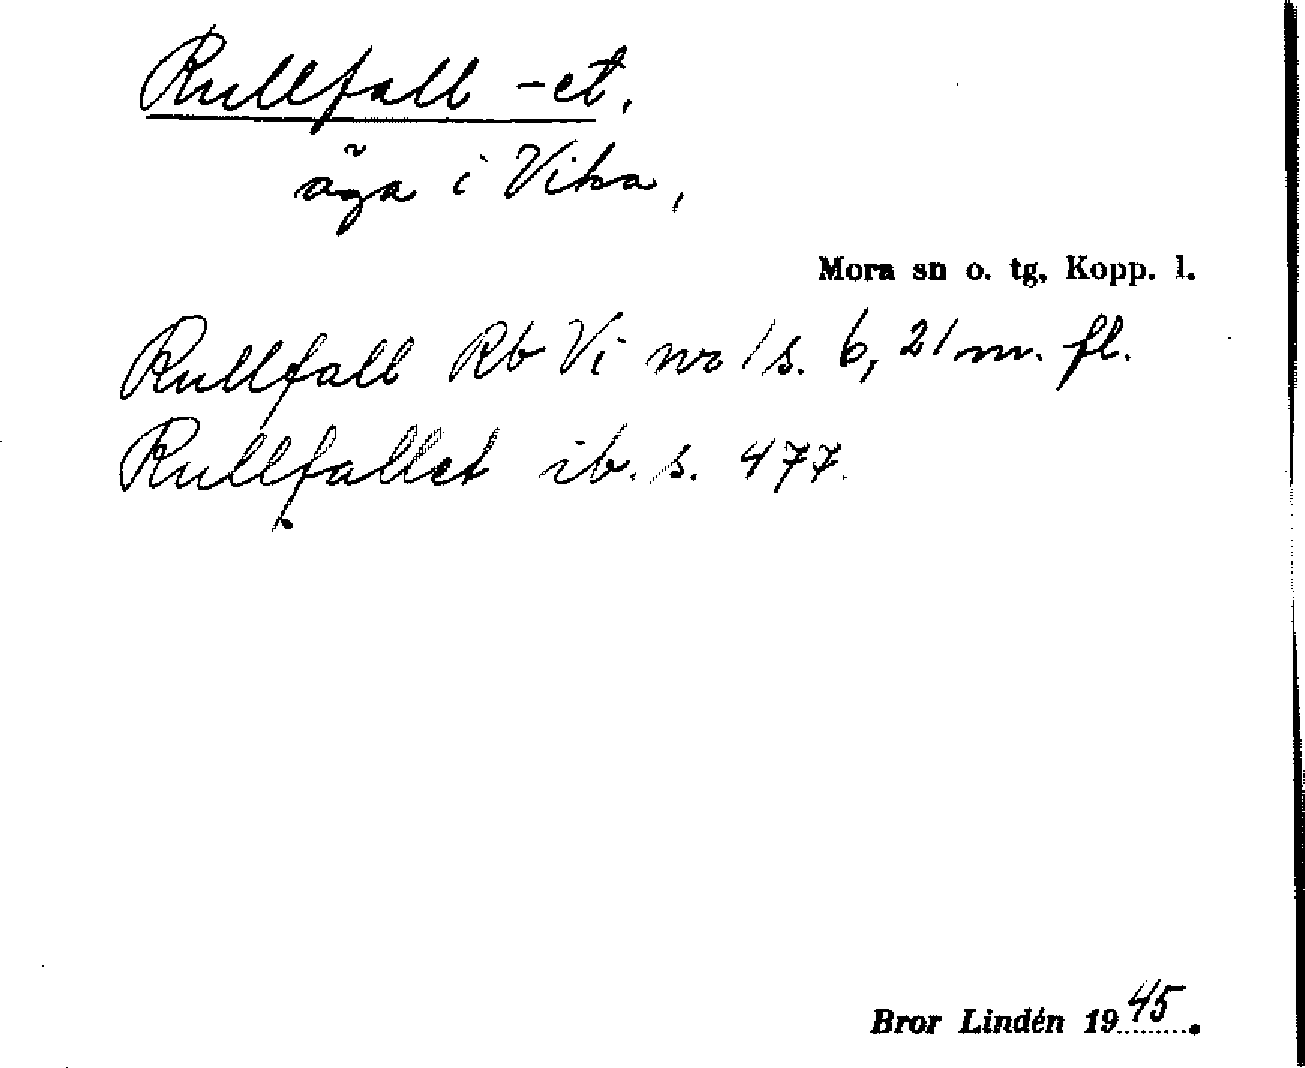 Rullfall -et,
äga i Vika,
Mora sn o. tg, Kopp. l.
Rullfall Rb Vi nr 1 s. 6, 21 m. fl.
Rullfallet ib. s. 477.
Bror Lindén 1945.